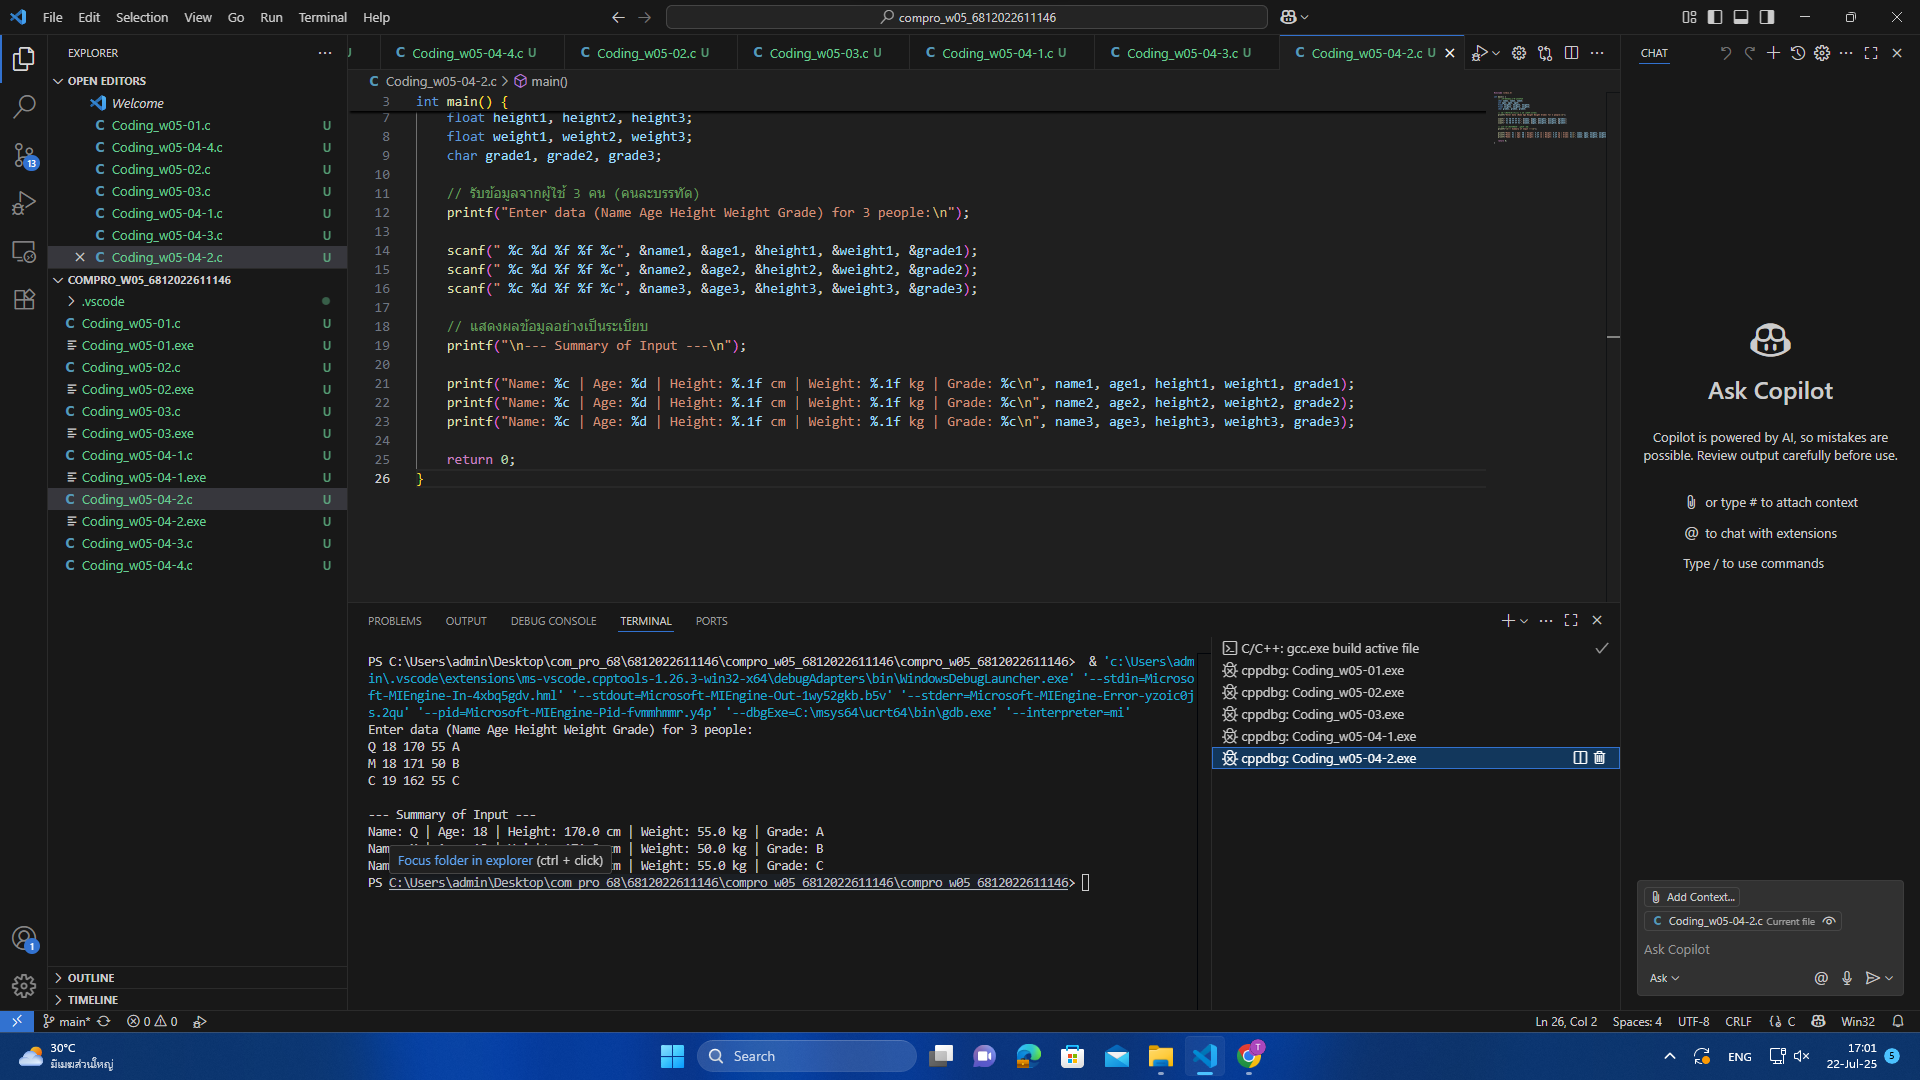 File Edit Selection View Go Run Terminal Help
compro_w05_6812022611146
EXPLORER
OPEN EDITORS
Welcome
Coding_w05-01.c U
Coding_w05-04-4.c U
Coding_w05-02.c U
Coding_w05-03.c U
Coding_w05-04-1.c U
Coding_w05-04-3.c U
Coding_w05-04-2.c U
COMPRO_W05_6812022611146
.vscode
Coding_w05-01.c U
Coding_w05-01.exe U
Coding_w05-02.c U
Coding_w05-02.exe U
Coding_w05-03.c U
Coding_w05-03.exe U
Coding_w05-04-1.c U
Coding_w05-04-1.exe U
Coding_w05-04-2.c U
Coding_w05-04-2.exe U
Coding_w05-04-3.c U
Coding_w05-04-4.c U
OUTLINE
TIMELINE
13
1
U C Coding_w05-04-4.c U C Coding_w05-02.c U C Coding_w05-03.c U C Coding_w05-04-1.c U C Coding_w05-04-3.c U C Coding_w05-04-2.c U
C Coding_w05-04-2.c > main()
3 int main() {
7 float height1, height2, height3;
8 float weight1, weight2, weight3;
9 char grade1, grade2, grade3;
10
11 // รับข้อมูลจากผู้ใช้ 3 คน (คนละบรรทัด)
12 printf("Enter data (Name Age Height Weight Grade) for 3 people:\n");
13
14 scanf(" %c %d %f %f %c", &name1, &age1, &height1, &weight1, &grade1);
15 scanf(" %c %d %f %f %c", &name2, &age2, &height2, &weight2, &grade2);
16 scanf(" %c %d %f %f %c", &name3, &age3, &height3, &weight3, &grade3);
17
18 // แสดงผลข้อมูลอย่างเป็นระเบียบ
19 printf("\n--- Summary of Input ---\n");
20
21 printf("Name: %c | Age: %d | Height: %.1f cm | Weight: %.1f kg | Grade: %c\n", name1, age1, height1, weight1, grade1);
22 printf("Name: %c | Age: %d | Height: %.1f cm | Weight: %.1f kg | Grade: %c\n", name2, age2, height2, weight2, grade2);
23 printf("Name: %c | Age: %d | Height: %.1f cm | Weight: %.1f kg | Grade: %c\n", name3, age3, height3, weight3, grade3);
24
25 return 0;
26 }
PROBLEMS OUTPUT DEBUG CONSOLE TERMINAL PORTS
PS C:\Users\admin\Desktop\com_pro_68\6812022611146\compro_w05_6812022611146\compro_w05_6812022611146> & 'c:\Users\adm
in\.vscode\extensions\ms-vscode.cpptools-1.26.3-win32-x64\debugAdapters\bin\WindowsDebugLauncher.exe' '--stdin=Microso
ft-MIEngine-In-4xbq5gdv.hml' '--stdout=Microsoft-MIEngine-Out-1wy52gkb.b5v' '--stderr=Microsoft-MIEngine-Error-yzoic0j
s.2qu' '--pid=Microsoft-MIEngine-Pid-fvmmhmmr.y4p' '--dbgExe=C:\msys64\ucrt64\bin\gdb.exe' '--interpreter=mi'
Enter data (Name Age Height Weight Grade) for 3 people:
Q 18 170 55 A
M 18 171 50 B
C 19 162 55 C
--- Summary of Input ---
Name: Q | Age: 18 | Height: 170.0 cm | Weight: 55.0 kg | Grade: A
cm | Weight: 50.0 kg | Grade: B
cm | Weight: 55.0 kg | Grade: C
Focus folder in explorer (ctrl + click)
PS C:\Users\admin\Desktop\com_pro_68\6812022611146\compro_w05_6812022611146\compro_w05_6812022611146>
C/C++: gcc.exe build active file
cppdbg: Coding_w05-01.exe
cppdbg: Coding_w05-02.exe
cppdbg: Coding_w05-03.exe
cppdbg: Coding_w05-04-1.exe
cppdbg: Coding_w05-04-2.exe
CHAT
Ask Copilot
Copilot is powered by AI, so mistakes are
possible. Review output carefully before use.
or type # to attach context
@ to chat with extensions
Type / to use commands
Add Context...
C Coding_w05-04-2.c Current file
Ask Copilot
Ask
main* 0 0
Ln 26, Col 2 Spaces: 4 UTF-8 CRLF {} C Win32
30°C
มีเมฆส่วนใหญ่
Search
T
ENG
17:01
22-Jul-25
5